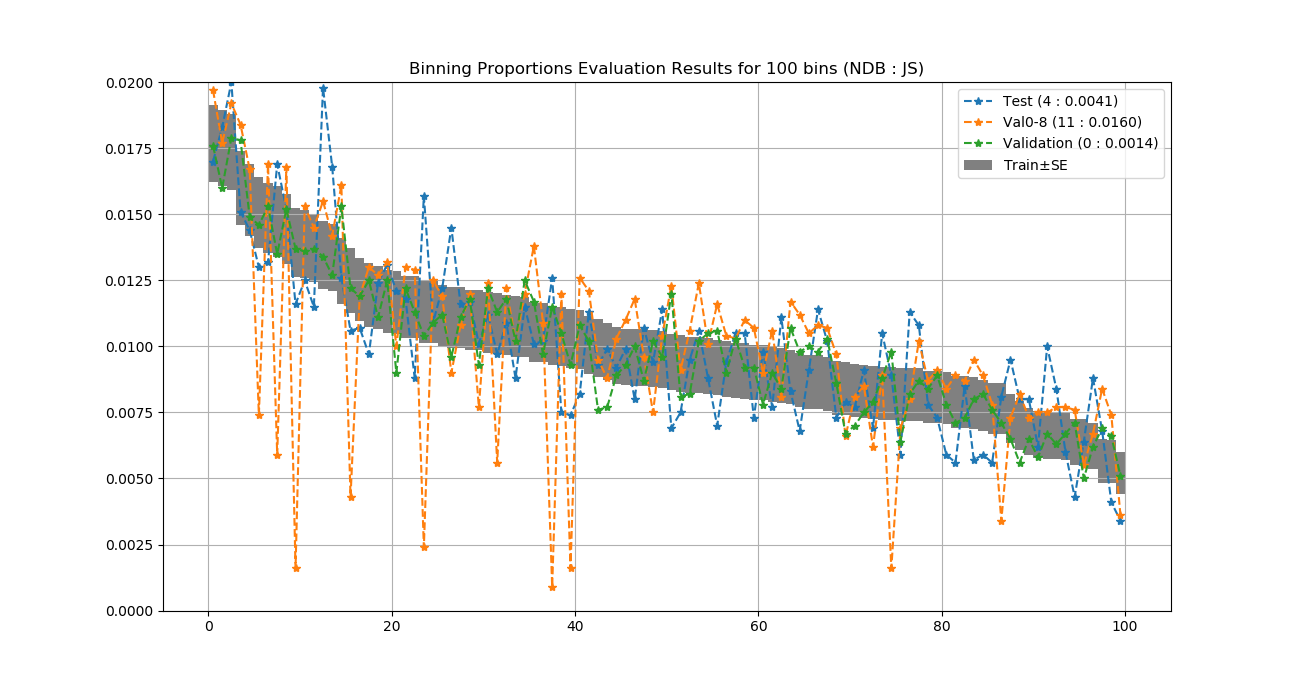 Binning Proportions Evaluation Results for 100 bins (NDB : JS)
0.0200
0.0175
0.0150
0.0125
0.0100
0.0075
0.0050
0.0025
0.0000
Test (4 : 0.0041)
Val0-8 (11 : 0.0160)
Validation (0 : 0.0014)
Train±SE
0 20 40 60 80 100